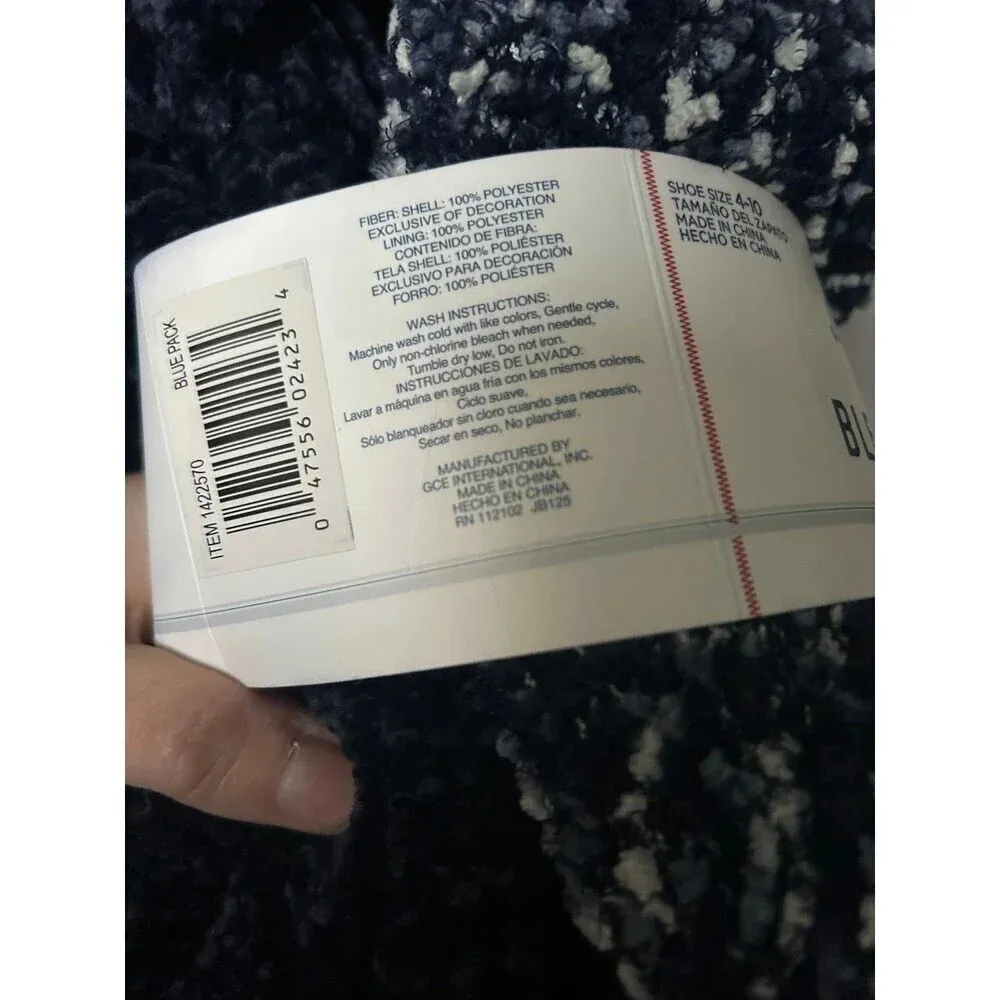 BLUE PACK
ITEM 1422570
0 47556 02423 4
FIBER: SHELL: 100% POLYESTER
EXCLUSIVE OF DECORATION
LINING: 100% POLYESTER
CONTENIDO DE FIBRA:
TELA SHELL: 100% POLIÉSTER
EXCLUSIVO PARA DECORACIÓN
FORRO: 100% POLIÉSTER
WASH INSTRUCTIONS:
Machine wash cold with like colors, Gentle cycle,
Only non-chlorine bleach when needed,
Tumble dry low, Do not iron.
INSTRUCCIONES DE LAVADO:
Lavar a máquina en agua fria con los mismos colores,
Ciclo suave,
Sólo blanqueador sin cloro cuando sea necesario,
Secar en seco, No planchar.
MANUFACTURED BY
GCE INTERNATIONAL, INC.
MADE IN CHINA
HECHO EN CHINA
RN 112102 JB125
SHOE SIZE 4-10
TAMAÑO DEL ZAPATO
MADE IN CHINA
HECHO EN CHINA